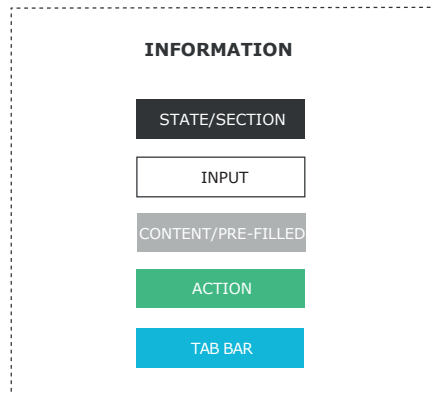 INFORMATION
STATE/SECTION
INPUT
CONTENT/PRE-FILLED
ACTION
TAB BAR